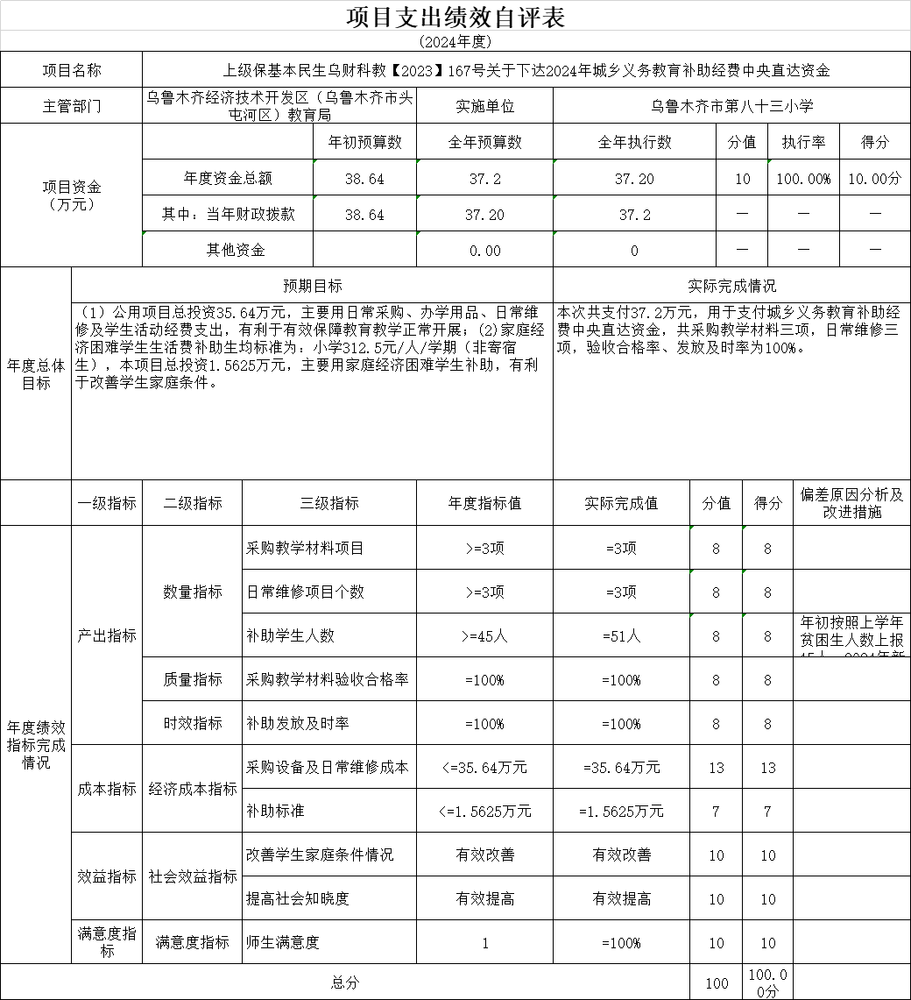 项目支出绩效自评表
(2024年度)
项目名称 上级保基本民生乌财科教【2023】167号关于下达2024年城乡义务教育补助经费中央直达资金
主管部门 乌鲁木齐经济技术开发区（乌鲁木齐市头
屯河区）教育局 实施单位 乌鲁木齐市第八十三小学
项目资金
（万元） 年初预算数 全年预算数 全年执行数 分值 执行率 得分
年度资金总额 38.64 37.2 37.20 10 100.00% 10.00分
其中：当年财政拨款 38.64 37.20 37.2 — — —
其他资金 0.00 0 — — —
年度总体
目标 预期目标 实际完成情况
（1）公用项目总投资35.64万元，主要用日常采购、办学用品、日常维
修及学生活动经费支出，有利于有效保障教育教学正常开展；(2)家庭经
济困难学生生活费补助生均标准为：小学312.5元/人/学期（非寄宿
生），本项目总投资1.5625万元，主要用家庭经济困难学生补助，有利
于改善学生家庭条件。
本次共支付37.2万元，用于支付城乡义务教育补助经
费中央直达资金，共采购教学材料三项，日常维修三
项，验收合格率、发放及时率为100%。
一级指标 二级指标 三级指标 年度指标值 实际完成值 分值 得分 偏差原因分析及
改进措施
年度绩效
指标完成
情况
产出指标 数量指标 采购教学材料项目 >=3项 =3项 8 8
日常维修项目个数 >=3项 =3项 8 8
补助学生人数 >=45人 =51人 8 8 年初按照上学年
贫困生人数上报
45人，2024年新
质量指标 采购教学材料验收合格率 =100% =100% 8 8
时效指标 补助发放及时率 =100% =100% 8 8
成本指标 经济成本指标 采购设备及日常维修成本 <=35.64万元 =35.64万元 13 13
补助标准 <=1.5625万元 =1.5625万元 7 7
效益指标 社会效益指标 改善学生家庭条件情况 有效改善 有效改善 10 10
提高社会知晓度 有效提高 有效提高 10 10
满意度指
标 满意度指标 师生满意度 1 =100% 10 10
总分 100 100.0
0分